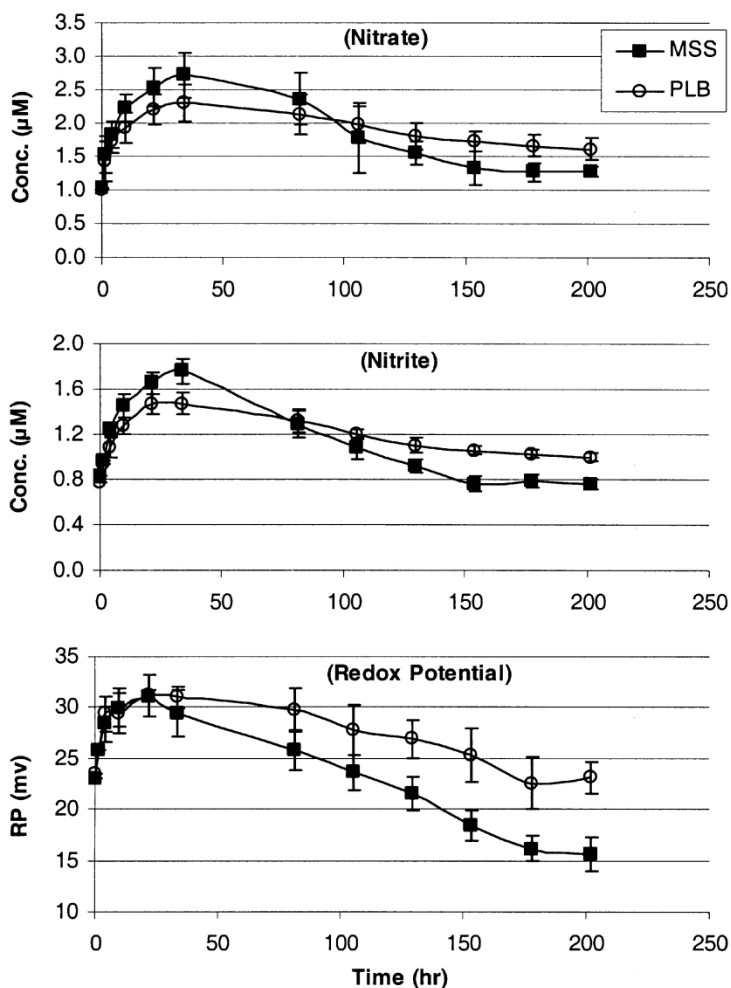 (Nitrate)
MSS
PLB
Conc. (µM)
3.5
3.0
2.5
2.0
1.5
1.0
0.5
0.0
0 50 100 150 200 250
(Nitrite)
Conc. (µM)
2.0
1.6
1.2
0.8
0.4
0.0
0 50 100 150 200 250
(Redox Potential)
RP (mv)
35
30
25
20
15
10
0 50 100 150 200 250
Time (hr)